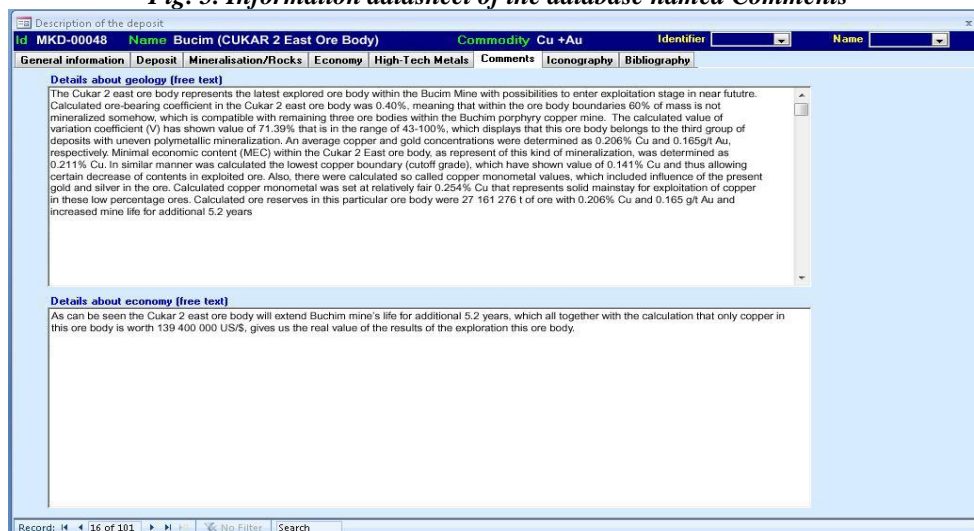 Fig. 3. Information datasheet of the database named Comments
Description of the deposit x
Id MKD-00048 Name Bucim (CUKAR 2 East Ore Body) Commodity Cu +Au Identifier Name
General information Deposit Mineralisation/Rocks Economy High-Tech Metals Comments Iconography Bibliography
Details about geology (free text)
The Cukar 2 east ore body represents the latest explored ore body within the Bucim Mine with possibilities to enter exploitation stage in near fututre.
Calculated ore-bearing coefficient in the Cukar 2 east ore body was 0.40%, meaning that within the ore body boundaries 60% of mass is not
mineralized somehow, which is compatible with remaining three ore bodies within the Buchim porphyry copper mine. The calculated value of
variation coefficient (V) has shown value of 71.39% that is in the range of 43-100%, which displays that this ore body belongs to the third group of
deposits with uneven polymetallic mineralization. An average copper and gold concentrations were determined as 0.206% Cu and 0.165g/t Au,
respectively. Minimal economic content (MEC) within the Cukar 2 East ore body, as represent of this kind of mineralization, was determined as
0.211% Cu. In similar manner was calculated the lowest copper boundary (cutoff grade), which have shown value of 0.141% Cu and thus allowing
certain decrease of contents in exploited ore. Also, there were calculated so called copper monometal values, which included influence of the present
gold and silver in the ore. Calculated copper monometal was set at relatively fair 0.254% Cu that represents solid mainstay for exploitation of copper
in these low percentage ores. Calculated ore reserves in this particular ore body were 27 161 276 t of ore with 0.206% Cu and 0.165 g/t Au and
increased mine life for additional 5.2 years
Details about economy (free text)
As can be seen the Cukar 2 east ore body will extend Buchim mine's life for additional 5.2 years, which all together with the calculation that only copper in
this ore body is worth 139 400 000 US/$, gives us the real value of the results of the exploration this ore body.
Record: 16 of 101 No Filter Search